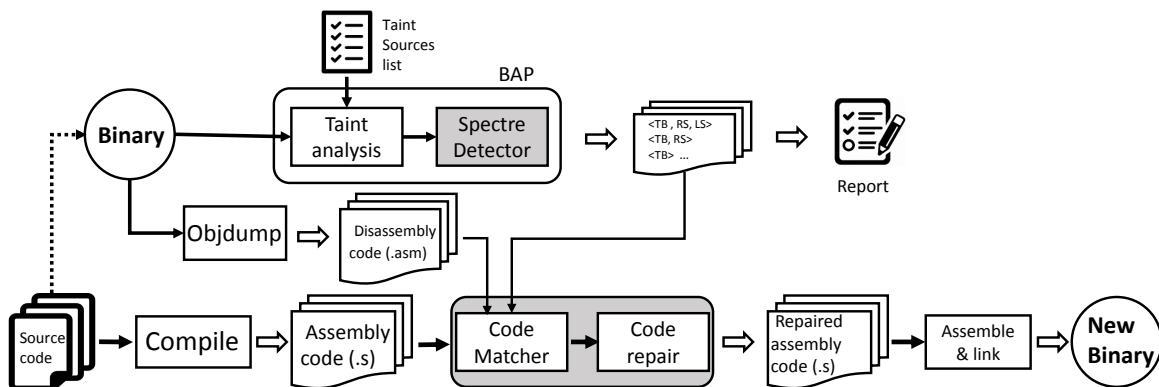 Taint
Sources
list
BAP
Binary
Taint
analysis
Spectre
Detector
<TB , RS, LS>
<TB, RS>
<TB> ...
Report
Objdump
Disassembly
code (.asm)
Source
code
Compile
Assembly
code (.s)
Code
Matcher
Code
repair
Repaired
assembly
code (.s)
Assemble
& link
New
Binary